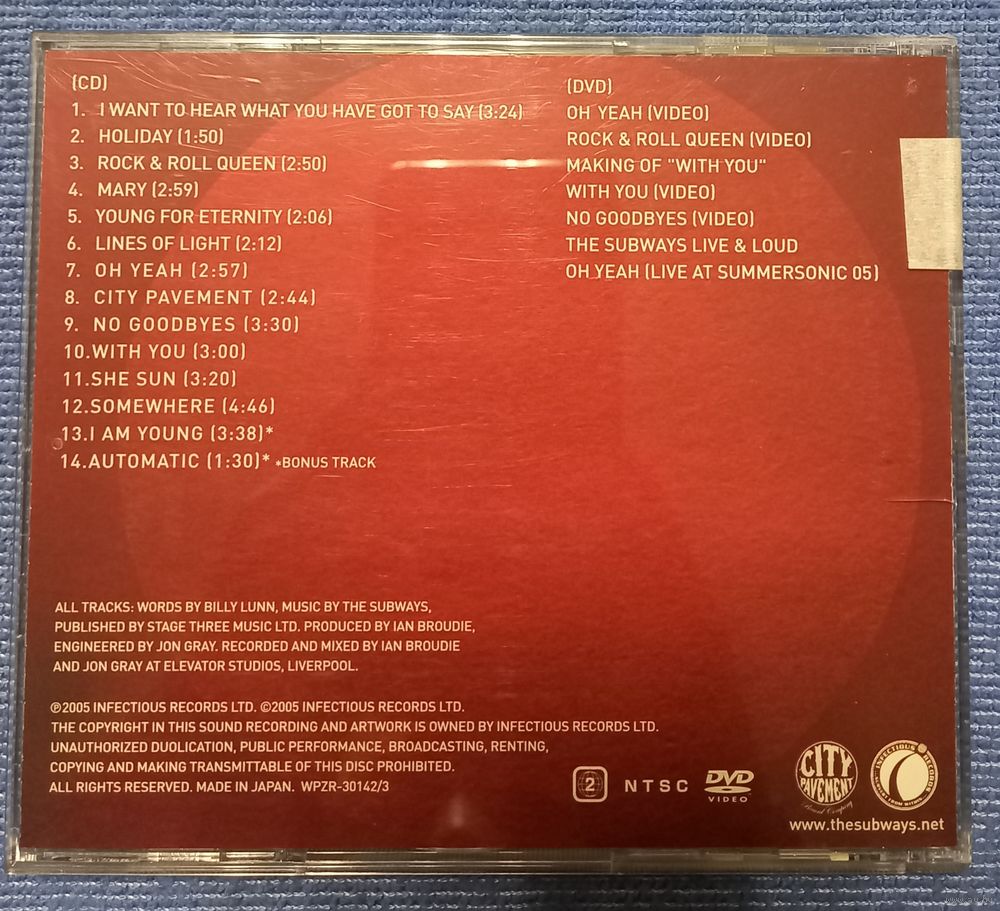 (CD)
1. I WANT TO HEAR WHAT YOU HAVE GOT TO SAY (3:24)
2. HOLIDAY (1:50)
3. ROCK & ROLL QUEEN (2:50)
4. MARY (2:59)
5. YOUNG FOR ETERNITY (2:06)
6. LINES OF LIGHT (2:12)
7. OH YEAH (2:57)
8. CITY PAVEMENT (2:44)
9. NO GOODBYES (3:30)
10.WITH YOU (3:00)
11.SHE SUN (3:20)
12.SOMEWHERE (4:46)
13.I AM YOUNG (3:38)*
14.AUTOMATIC (1:30)* *BONUS TRACK
(DVD)
OH YEAH (VIDEO)
ROCK & ROLL QUEEN (VIDEO)
MAKING OF "WITH YOU"
WITH YOU (VIDEO)
NO GOODBYES (VIDEO)
THE SUBWAYS LIVE & LOUD
OH YEAH (LIVE AT SUMMERSONIC 05)
ALL TRACKS: WORDS BY BILLY LUNN, MUSIC BY THE SUBWAYS,
PUBLISHED BY STAGE THREE MUSIC LTD. PRODUCED BY IAN BROUDIE,
ENGINEERED BY JON GRAY. RECORDED AND MIXED BY IAN BROUDIE
AND JON GRAY AT ELEVATOR STUDIOS, LIVERPOOL.
℗2005 INFECTIOUS RECORDS LTD. ©2005 INFECTIOUS RECORDS LTD.
THE COPYRIGHT IN THIS SOUND RECORDING AND ARTWORK IS OWNED BY INFECTIOUS RECORDS LTD.
UNAUTHORIZED DUOLICATION, PUBLIC PERFORMANCE, BROADCASTING, RENTING,
COPYING AND MAKING TRANSMITTABLE OF THIS DISC PROHIBITED.
ALL RIGHTS RESERVED. MADE IN JAPAN. WPZR-30142/3
2 NTSC DVD
VIDEO
CITY
PAVEMENT
INFECTIOUS RECORDS
www.thesubways.net